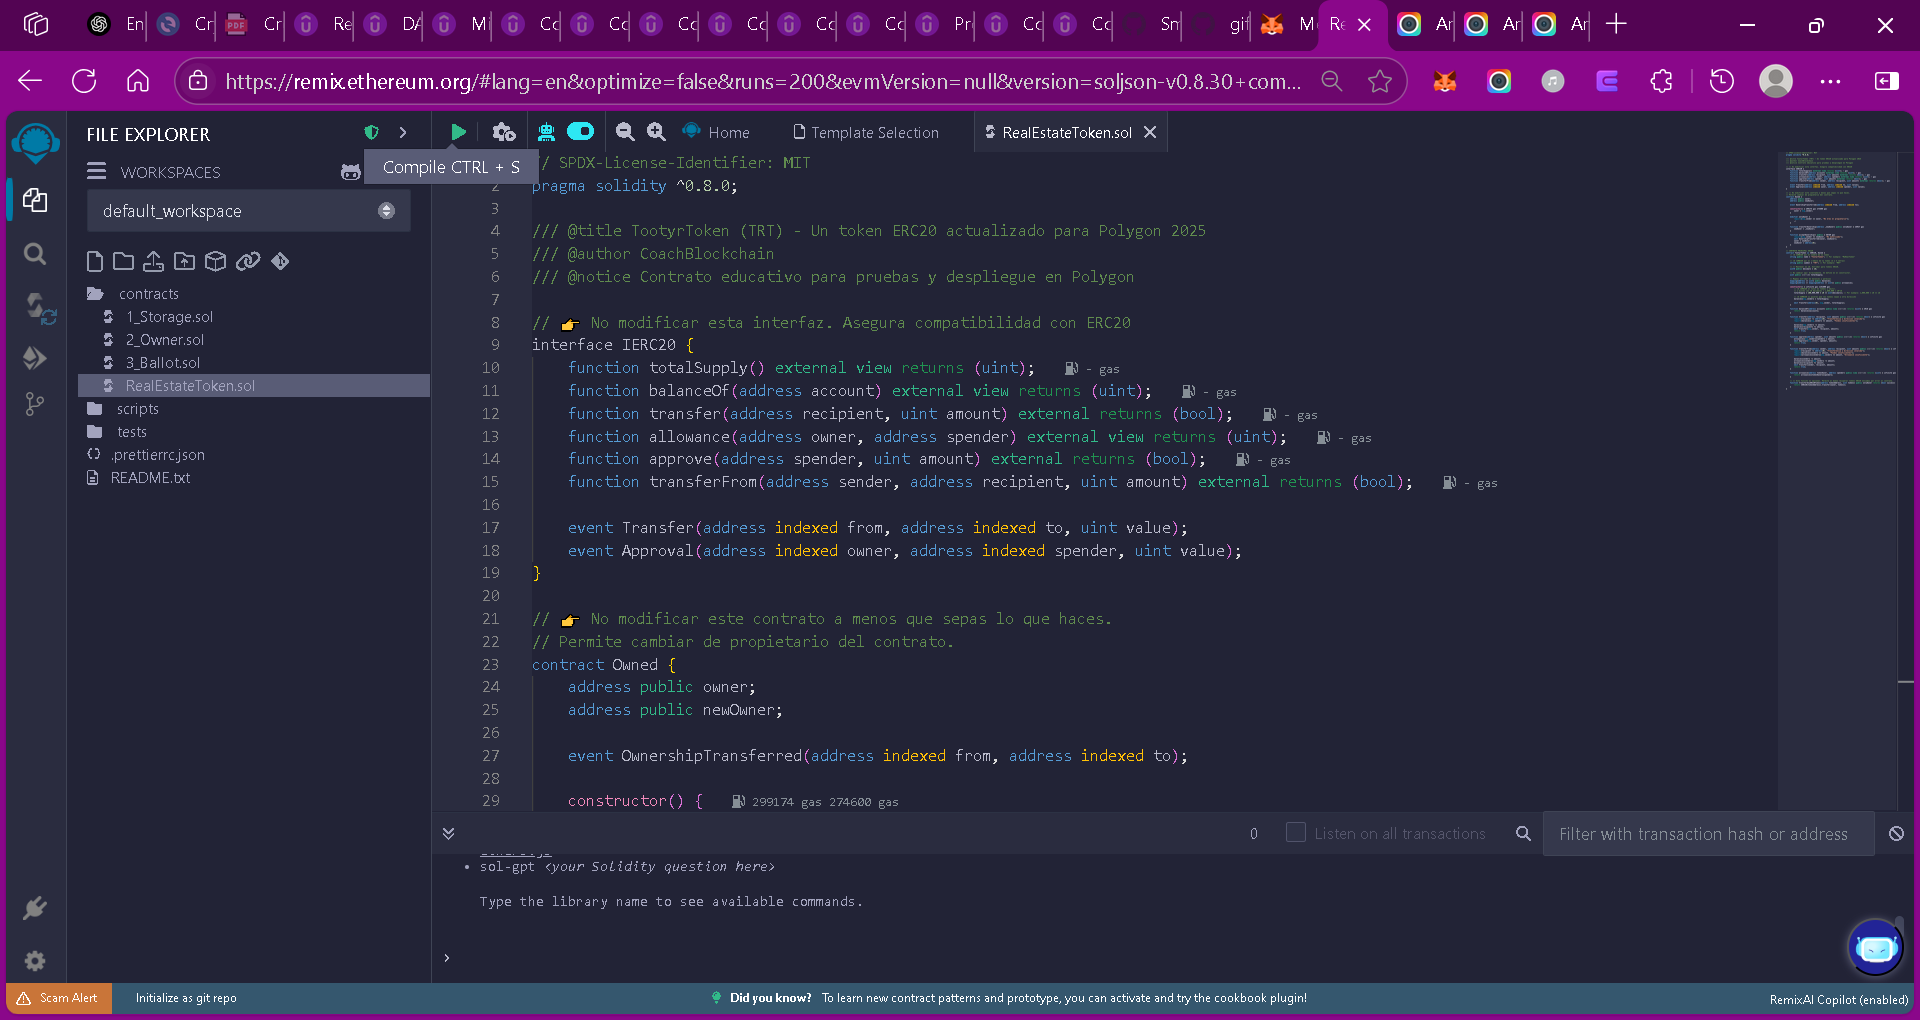 En
Cr
Cr
Re
DA
Mi
Co
Co
Co
Co
Co
Co
Pr
Co
Co
Sn
gif
M
Re
Ar
Ar
Ar
https://remix.ethereum.org/#lang=en&optimize=false&runs=200&evmVersion=null&version=soljson-v0.8.30+com...
FILE EXPLORER
Home
Template Selection
RealEstateToken.sol
WORKSPACES
Compile CTRL + S
default_workspace
contracts
1_Storage.sol
2_Owner.sol
3_Ballot.sol
RealEstateToken.sol
scripts
tests
.prettierrc.json
README.txt
// SPDX-License-Identifier: MIT
2 pragma solidity ^0.8.0;
3
4 /// @title TootyrToken (TRT) - Un token ERC20 actualizado para Polygon 2025
5 /// @author CoachBlockchain
6 /// @notice Contrato educativo para pruebas y despliegue en Polygon
7
8 // 👉 No modificar esta interfaz. Asegura compatibilidad con ERC20
9 interface IERC20 {
10 function totalSupply() external view returns (uint); - gas
11 function balanceOf(address account) external view returns (uint); - gas
12 function transfer(address recipient, uint amount) external returns (bool); - gas
13 function allowance(address owner, address spender) external view returns (uint); - gas
14 function approve(address spender, uint amount) external returns (bool); - gas
15 function transferFrom(address sender, address recipient, uint amount) external returns (bool); - gas
16
17 event Transfer(address indexed from, address indexed to, uint value);
18 event Approval(address indexed owner, address indexed spender, uint value);
19 }
20
21 // 👉 No modificar este contrato a menos que sepas lo que haces.
22 // Permite cambiar de propietario del contrato.
23 contract Owned {
24 address public owner;
25 address public newOwner;
26
27 event OwnershipTransferred(address indexed from, address indexed to);
28
29 constructor() { 299174 gas 274600 gas
0
Listen on all transactions
Filter with transaction hash or address
• sol-gpt <your Solidity question here>
Type the library name to see available commands.
>
Scam Alert
Initialize as git repo
Did you know? To learn new contract patterns and prototype, you can activate and try the cookbook plugin!
RemixAI Copilot (enabled)